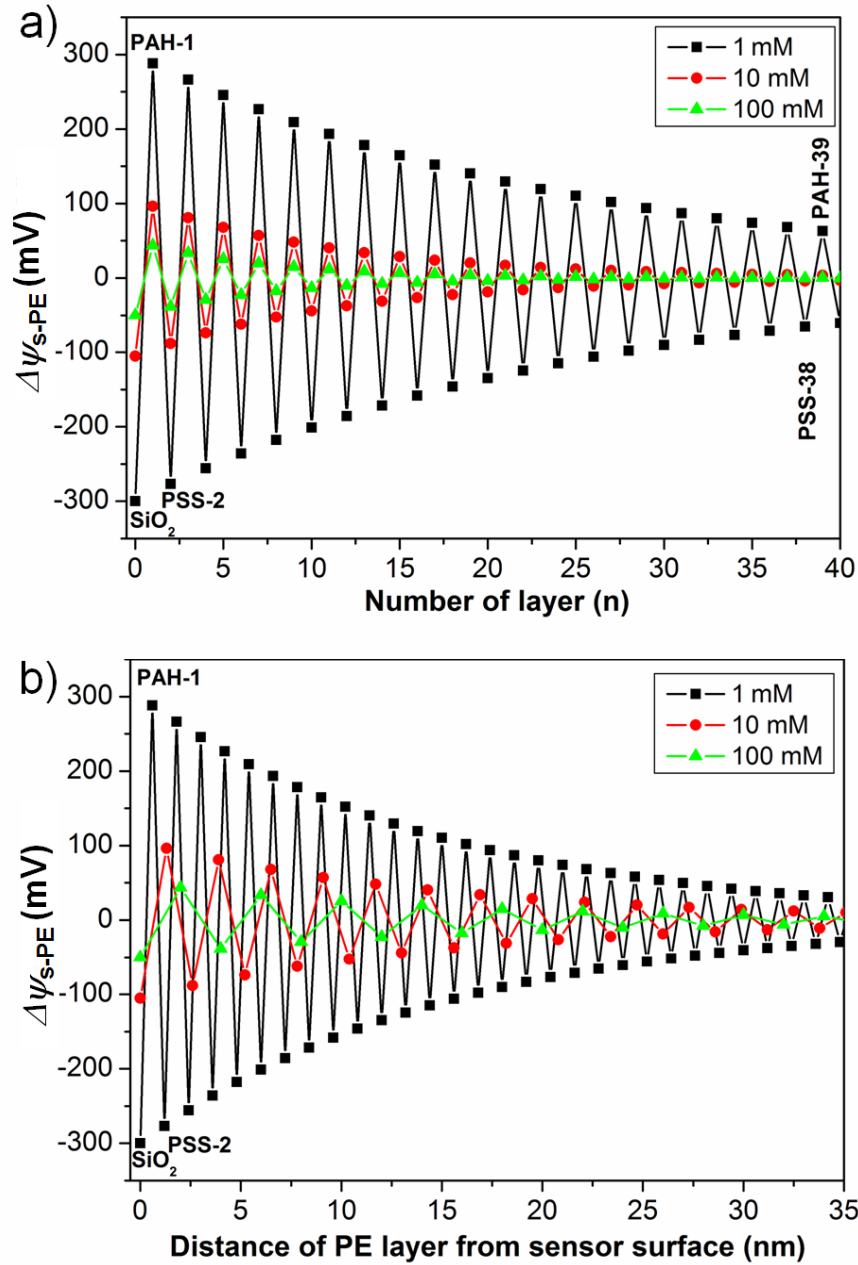 a)
PAH-1
1 mM
10 mM
100 mM
300
200
100
0
-100
-200
-300
Δψs-PE (mV)
PAH-39
PSS-38
PSS-2
SiO2
0 5 10 15 20 25 30 35 40
Number of layer (n)
b)
PAH-1
1 mM
10 mM
100 mM
300
200
100
0
-100
-200
-300
Δψs-PE (mV)
PSS-2
SiO2
0 5 10 15 20 25 30 35
Distance of PE layer from sensor surface (nm)